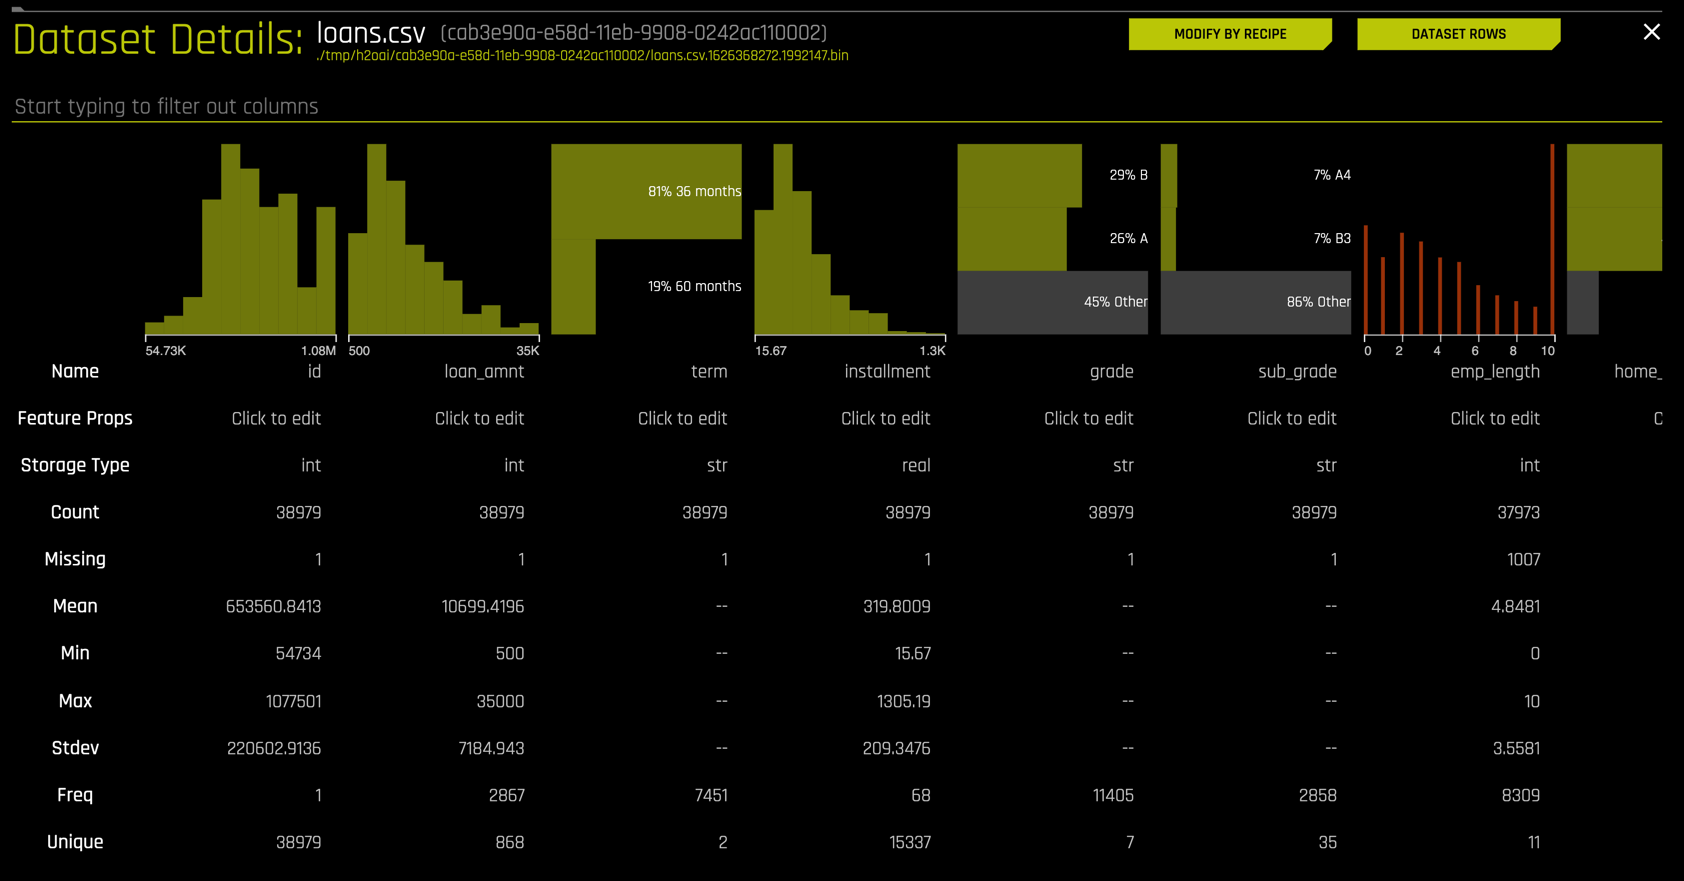 Dataset Details: loans.csv (cab3e90a-e58d-11eb-9908-0242ac110002)
./tmp/h2oai/cab3e90a-e58d-11eb-9908-0242ac110002/loans.csv.1626368272.1992147.bin
MODIFY BY RECIPE DATASET ROWS
Start typing to filter out columns
29% B 7% A4
81% 36 months
26% A 7% B3
19% 60 months
45% Other 86% Other
54.73K 1.08M 500 35K 15.67 1.3K 0 2 4 6 8 10
Name id loan_amnt term installment grade sub_grade emp_length home_
Feature Props Click to edit Click to edit Click to edit Click to edit Click to edit Click to edit Click to edit C
Storage Type int int str real str str int
Count 38979 38979 38979 38979 38979 38979 37973
Missing 1 1 1 1 1 1 1007
Mean 653560.8413 10699.4196 -- 319.8009 -- -- 4.8481
Min 54734 500 -- 15.67 -- -- 0
Max 1077501 35000 -- 1305.19 -- -- 10
Stdev 220602.9136 7184.943 -- 209.3476 -- -- 3.5581
Freq 1 2867 7451 68 11405 2858 8309
Unique 38979 868 2 15337 7 35 11